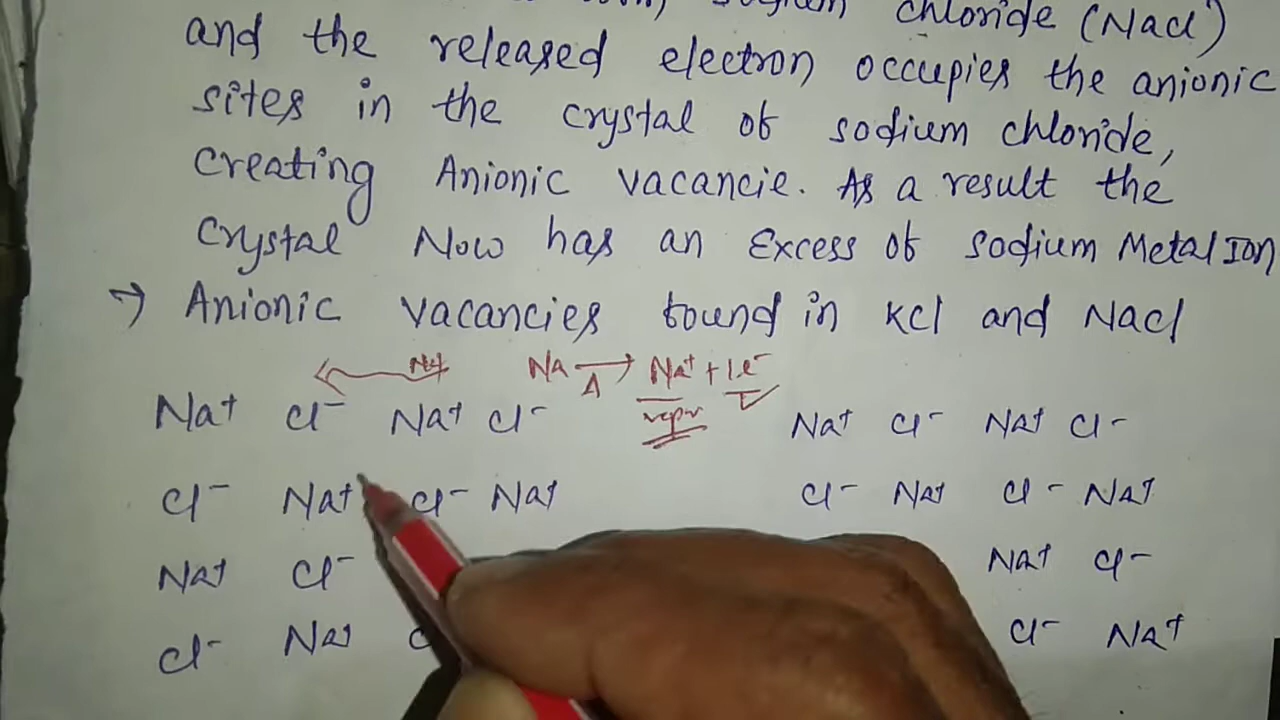 sodium chloride (Nacl)
and the released electron occupies the anionic
sites in the crystal of sodium chloride,
creating Anionic vacancie. As a result the
crystal Now has an Excess of sodium Metal Ion
→ Anionic vacancies found in kcl and Nacl
NA → Na⁺ + 1e⁻
Δ
Na⁺ Cl⁻ Na⁺ Cl⁻ Na⁺ Cl⁻ Na⁺ Cl⁻
Cl⁻ Na⁺ Cl⁻ Na⁺ Cl⁻ Na⁺ Cl⁻ Na⁺
Na⁺ Cl⁻ Na⁺ Cl⁻
Cl⁻ Na⁺ Cl⁻ Na⁺